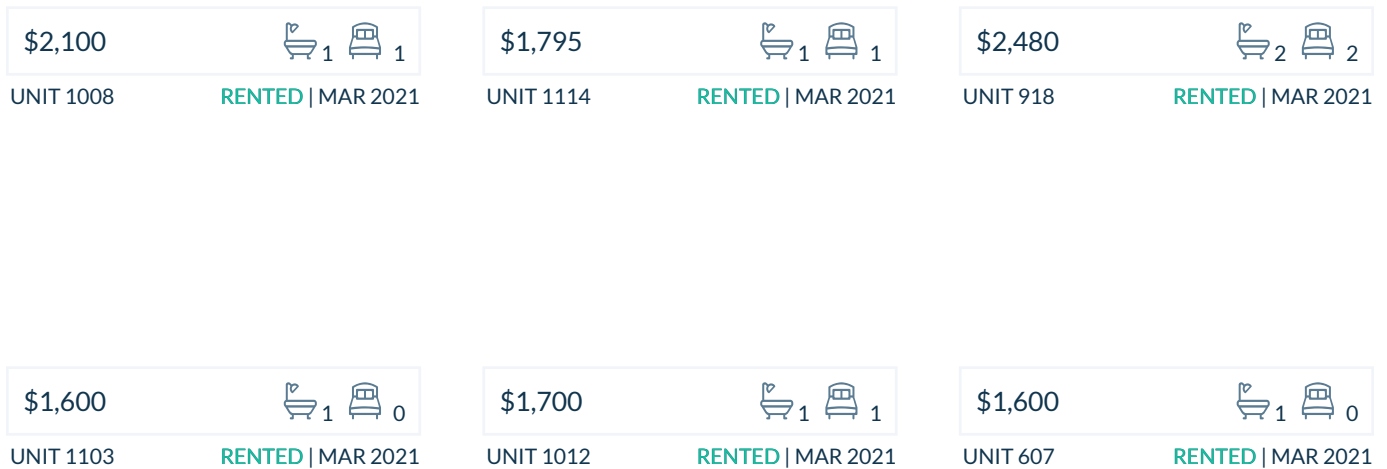 $2,100 1 1
UNIT 1008 RENTED | MAR 2021
$1,795 1 1
UNIT 1114 RENTED | MAR 2021
$2,480 2 2
UNIT 918 RENTED | MAR 2021
$1,600 1 0
UNIT 1103 RENTED | MAR 2021
$1,700 1 1
UNIT 1012 RENTED | MAR 2021
$1,600 1 0
UNIT 607 RENTED | MAR 2021